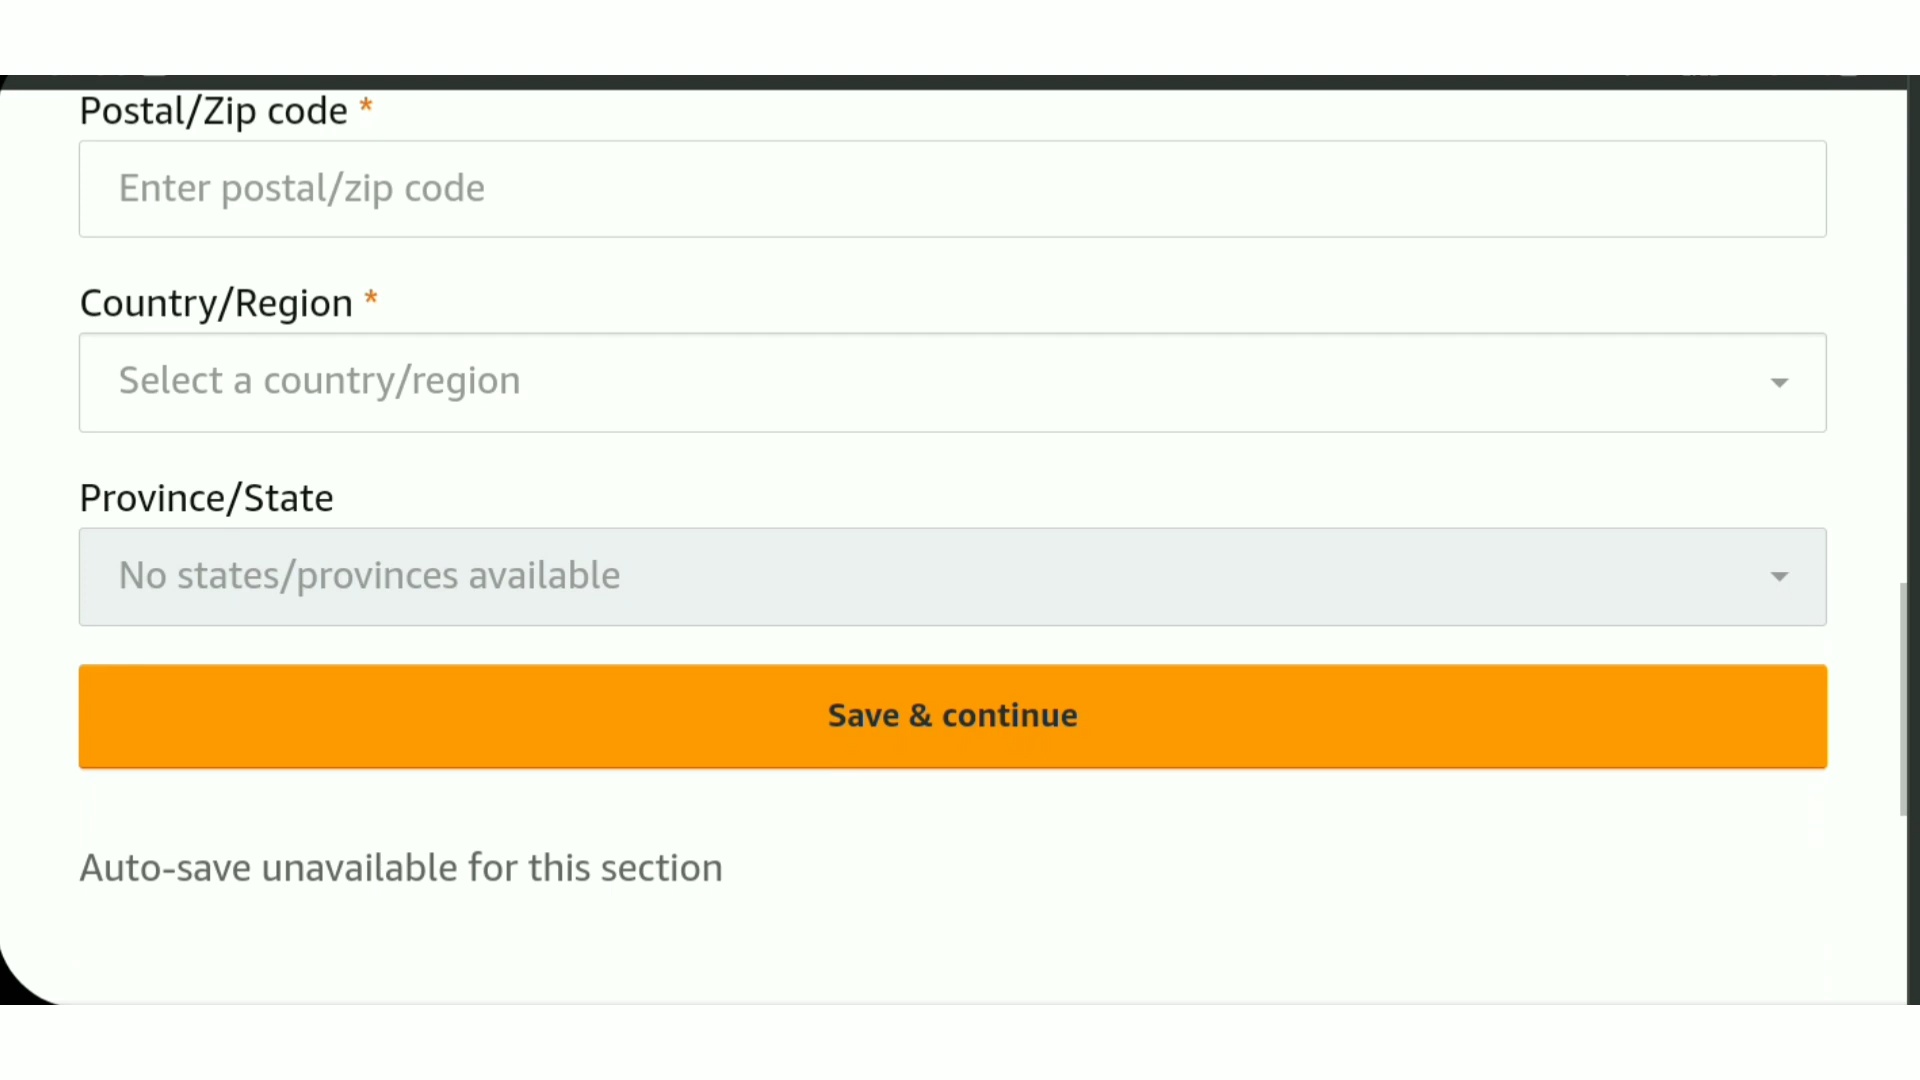 Postal/Zip code *
Enter postal/zip code
Country/Region *
Select a country/region
Province/State
No states/provinces available
Save & continue
Auto-save unavailable for this section